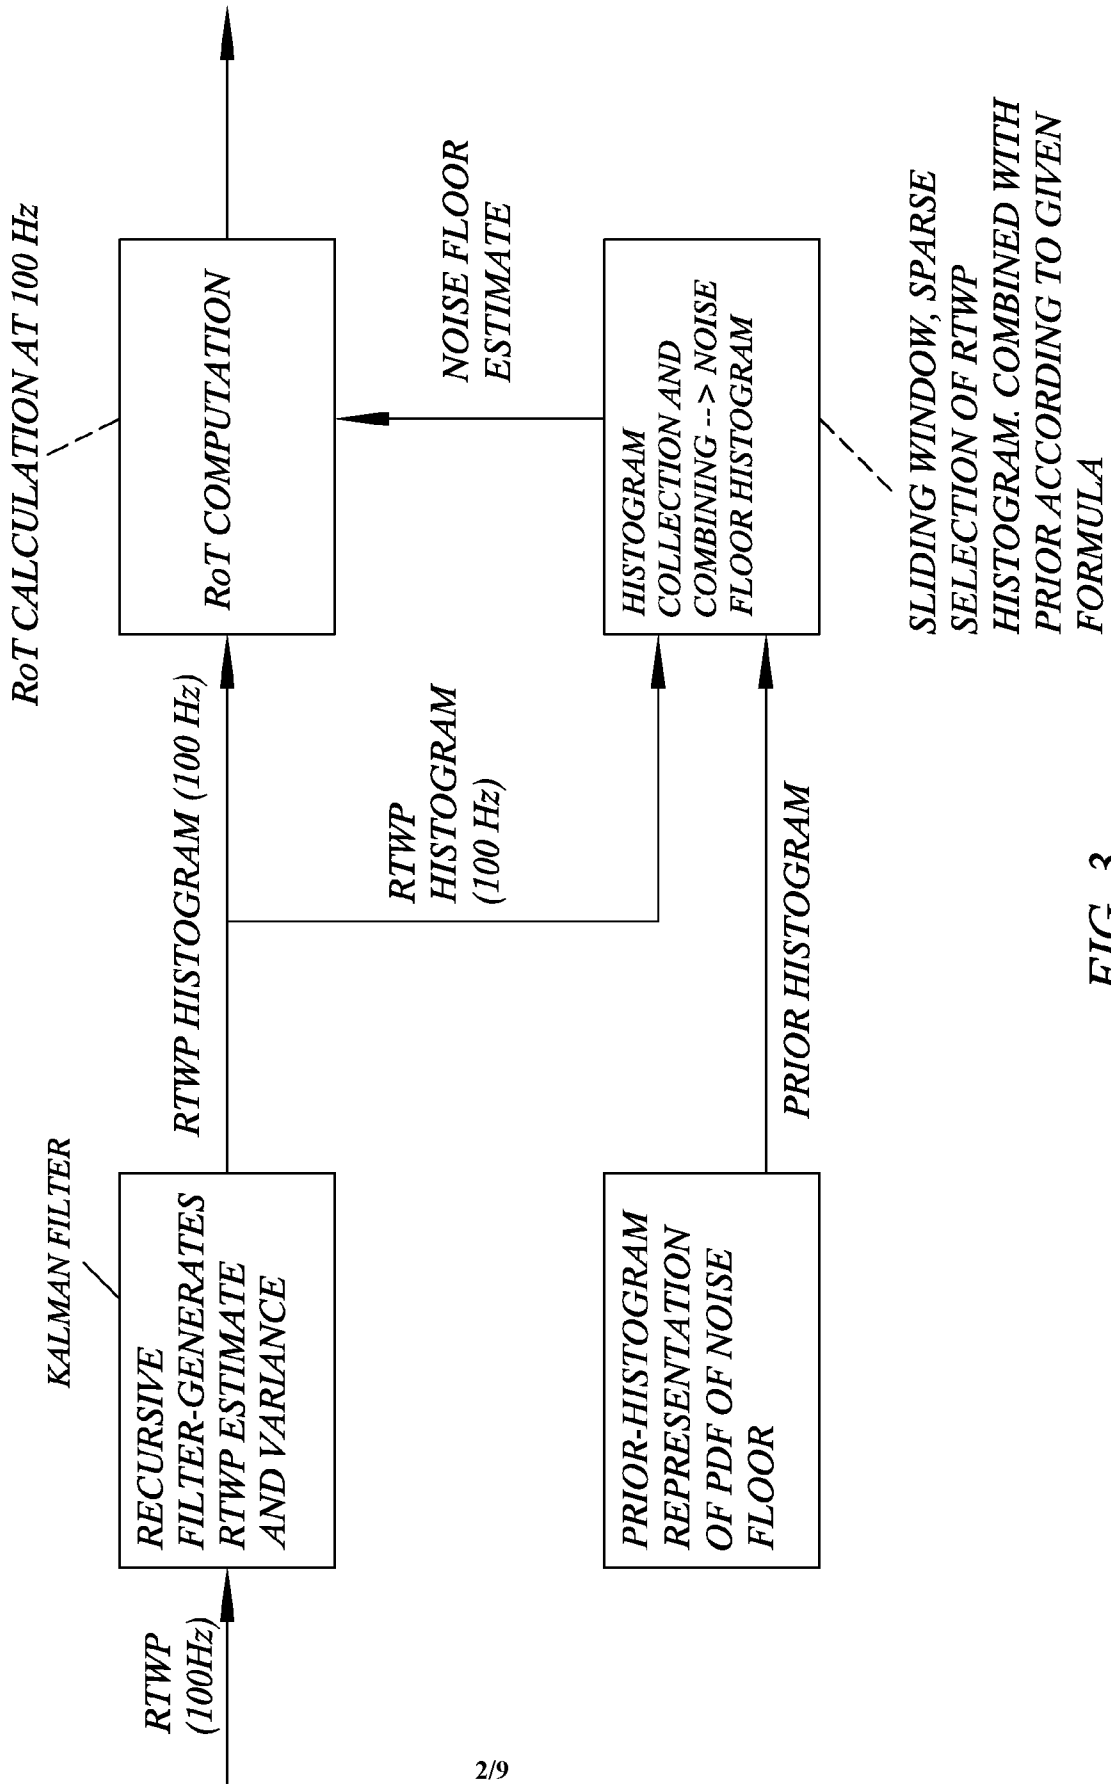 RTWP
(100Hz)
KALMAN FILTER
RECURSIVE
FILTER-GENERATES
RTWP ESTIMATE
AND VARIANCE
RTWP HISTOGRAM (100 Hz)
RoT CALCULATION AT 100 Hz
RoT COMPUTATION
RTWP
HISTOGRAM
(100 Hz)
NOISE FLOOR
ESTIMATE
PRIOR-HISTOGRAM
REPRESENTATION
OF PDF OF NOISE
FLOOR
PRIOR HISTOGRAM
HISTOGRAM
COLLECTION AND
COMBINING --> NOISE
FLOOR HISTOGRAM
SLIDING WINDOW, SPARSE
SELECTION OF RTWP
HISTOGRAM. COMBINED WITH
PRIOR ACCORDING TO GIVEN
FORMULA
FIG. 3
2/9